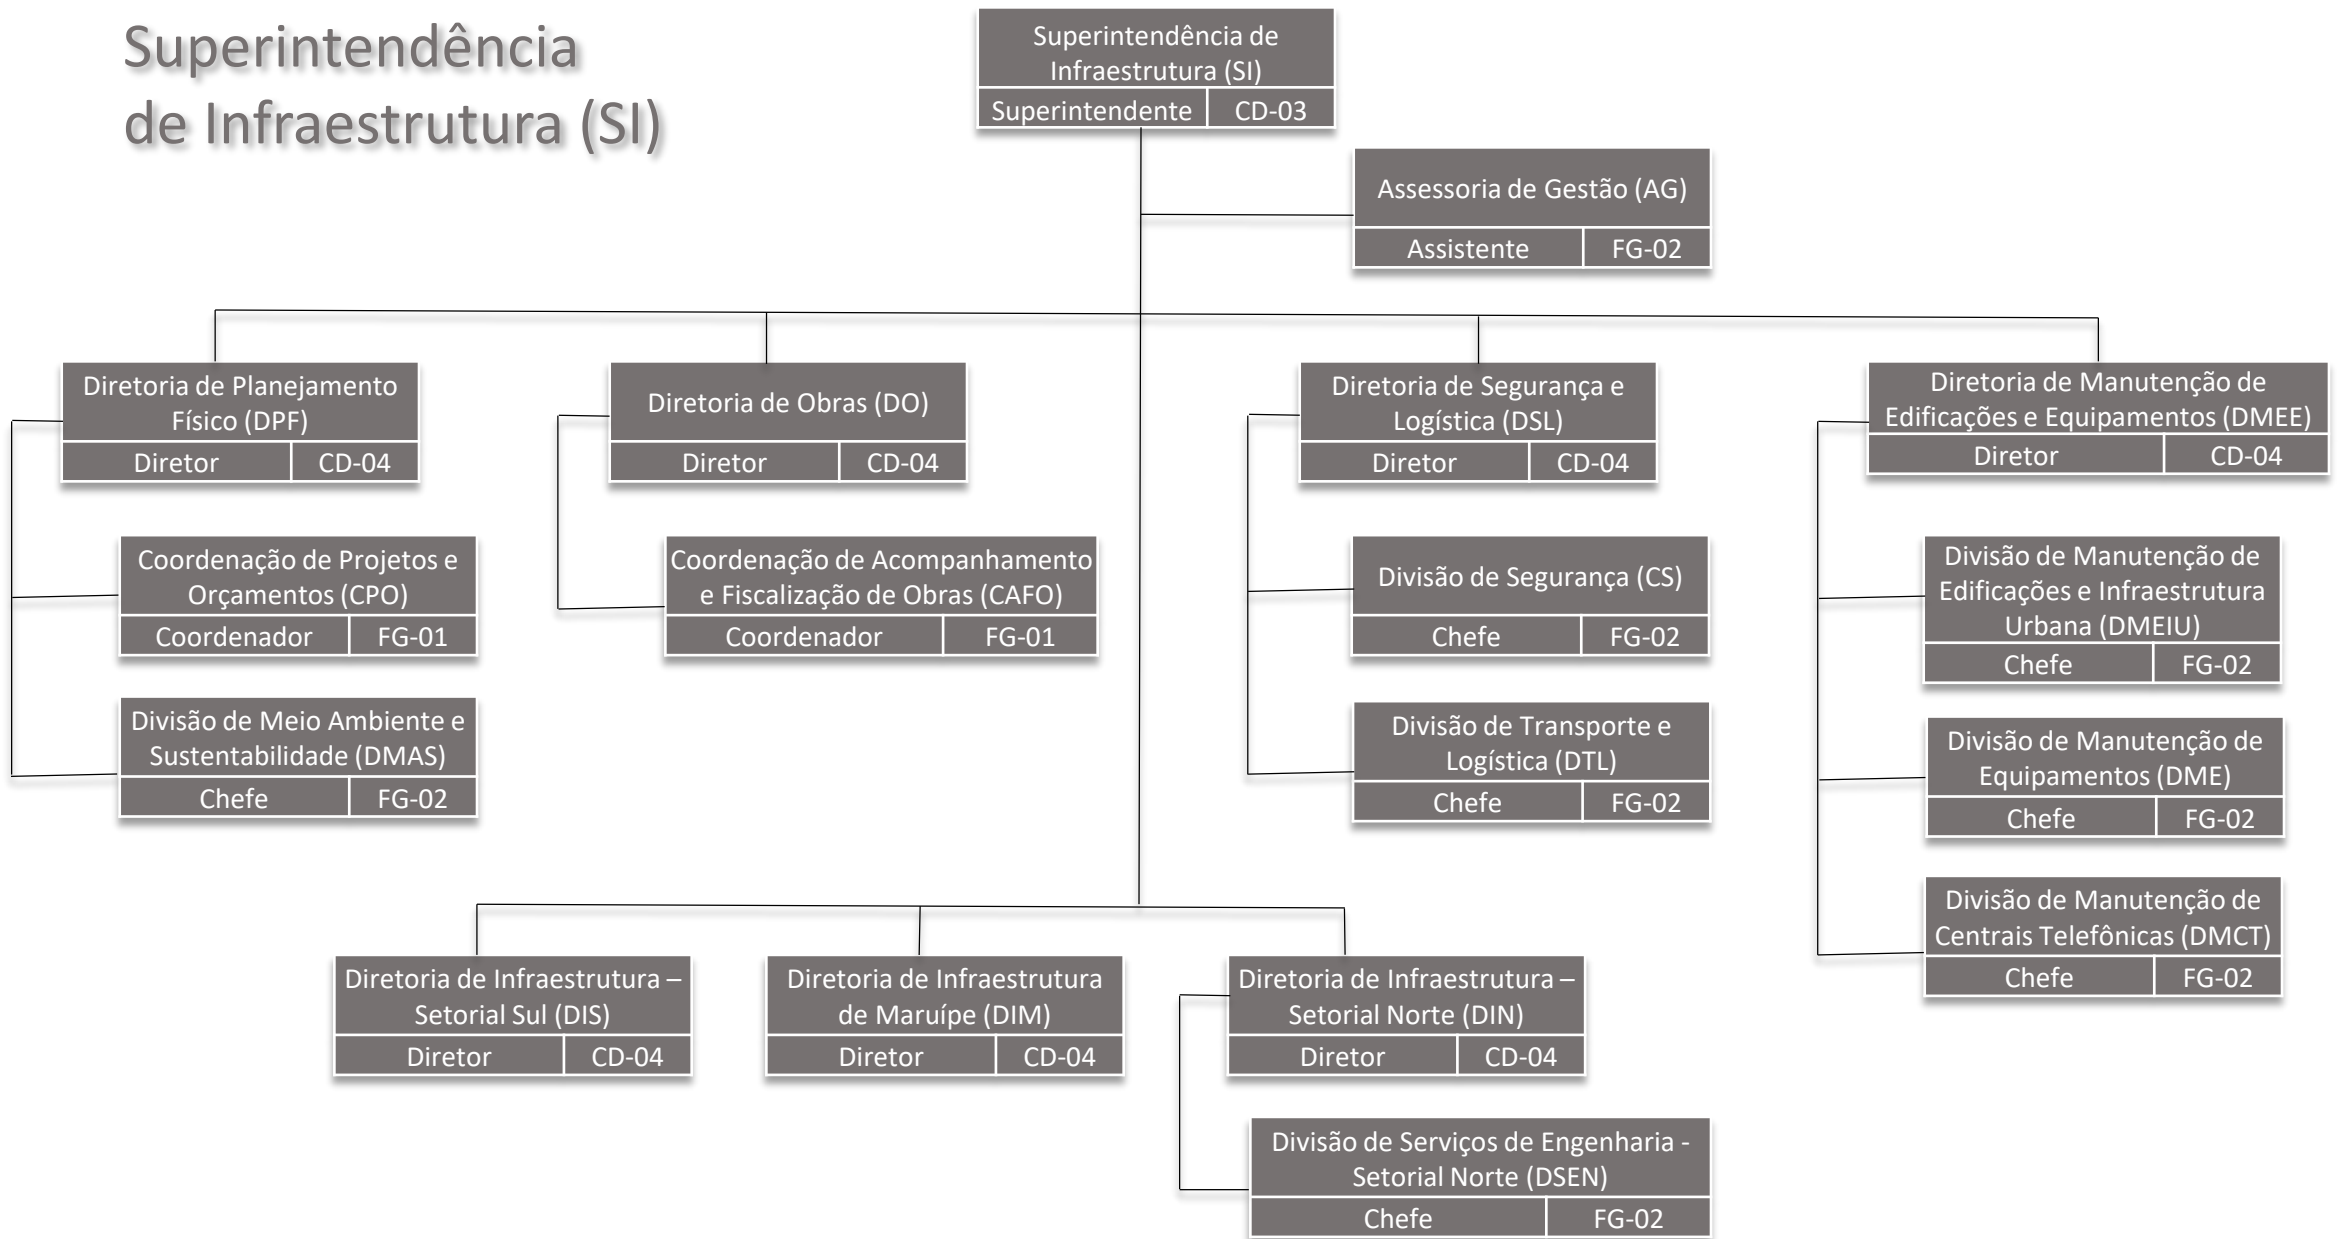 Superintendência
de Infraestrutura (SI)
Superintendência de
Infraestrutura (SI)
Superintendente CD-03
Assessoria de Gestão (AG)
Assistente FG-02
Diretoria de Planejamento
Físico (DPF)
Diretor CD-04
Diretoria de Obras (DO)
Diretor CD-04
Diretoria de Segurança e
Logística (DSL)
Diretor CD-04
Diretoria de Manutenção de
Edificações e Equipamentos (DMEE)
Diretor CD-04
Coordenação de Projetos e
Orçamentos (CPO)
Coordenador FG-01
Coordenação de Acompanhamento
e Fiscalização de Obras (CAFO)
Coordenador FG-01
Divisão de Segurança (CS)
Chefe FG-02
Divisão de Manutenção de
Edificações e Infraestrutura
Urbana (DMEIU)
Chefe FG-02
Divisão de Meio Ambiente e
Sustentabilidade (DMAS)
Chefe FG-02
Divisão de Transporte e
Logística (DTL)
Chefe FG-02
Divisão de Manutenção de
Equipamentos (DME)
Chefe FG-02
Divisão de Manutenção de
Centrais Telefônicas (DMCT)
Chefe FG-02
Diretoria de Infraestrutura –
Setorial Sul (DIS)
Diretor CD-04
Diretoria de Infraestrutura
de Maruípe (DIM)
Diretor CD-04
Diretoria de Infraestrutura –
Setorial Norte (DIN)
Diretor CD-04
Divisão de Serviços de Engenharia -
Setorial Norte (DSEN)
Chefe FG-02